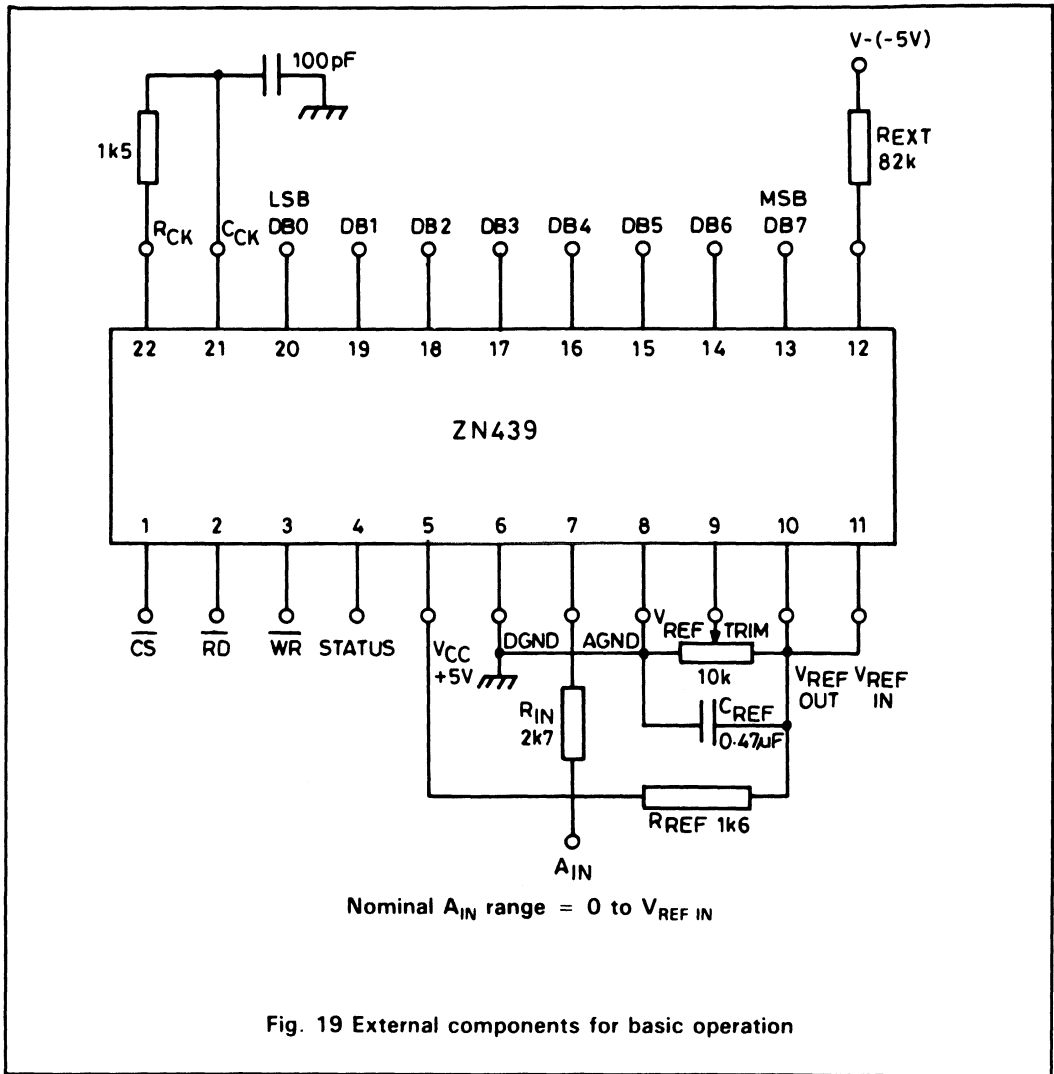 V-(-5V)
100pF
1k5
REXT
82k
LSB
MSB
RCK
CCK
DB0
DB1
DB2
DB3
DB4
DB5
DB6
DB7
22
21
20
19
18
17
16
15
14
13
12
ZN439
1
2
3
4
5
6
7
8
9
10
11
CS
RD
WR
STATUS
VCC
+5V
DGND
AGND
VREF TRIM
10k
VREF
OUT
VREF
IN
RIN
2k7
CREF
0.47µF
RREF 1k6
AIN
Nominal AIN range = 0 to VREF IN
Fig. 19 External components for basic operation